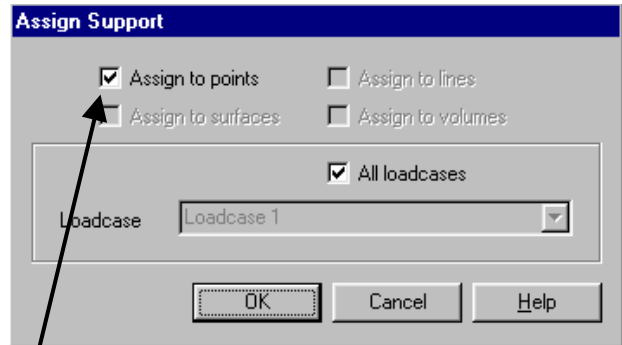 Assign Support
Assign to points Assign to lines
Assign to surfaces Assign to volumes
All loadcases
Loadcase Loadcase 1
OK Cancel Help